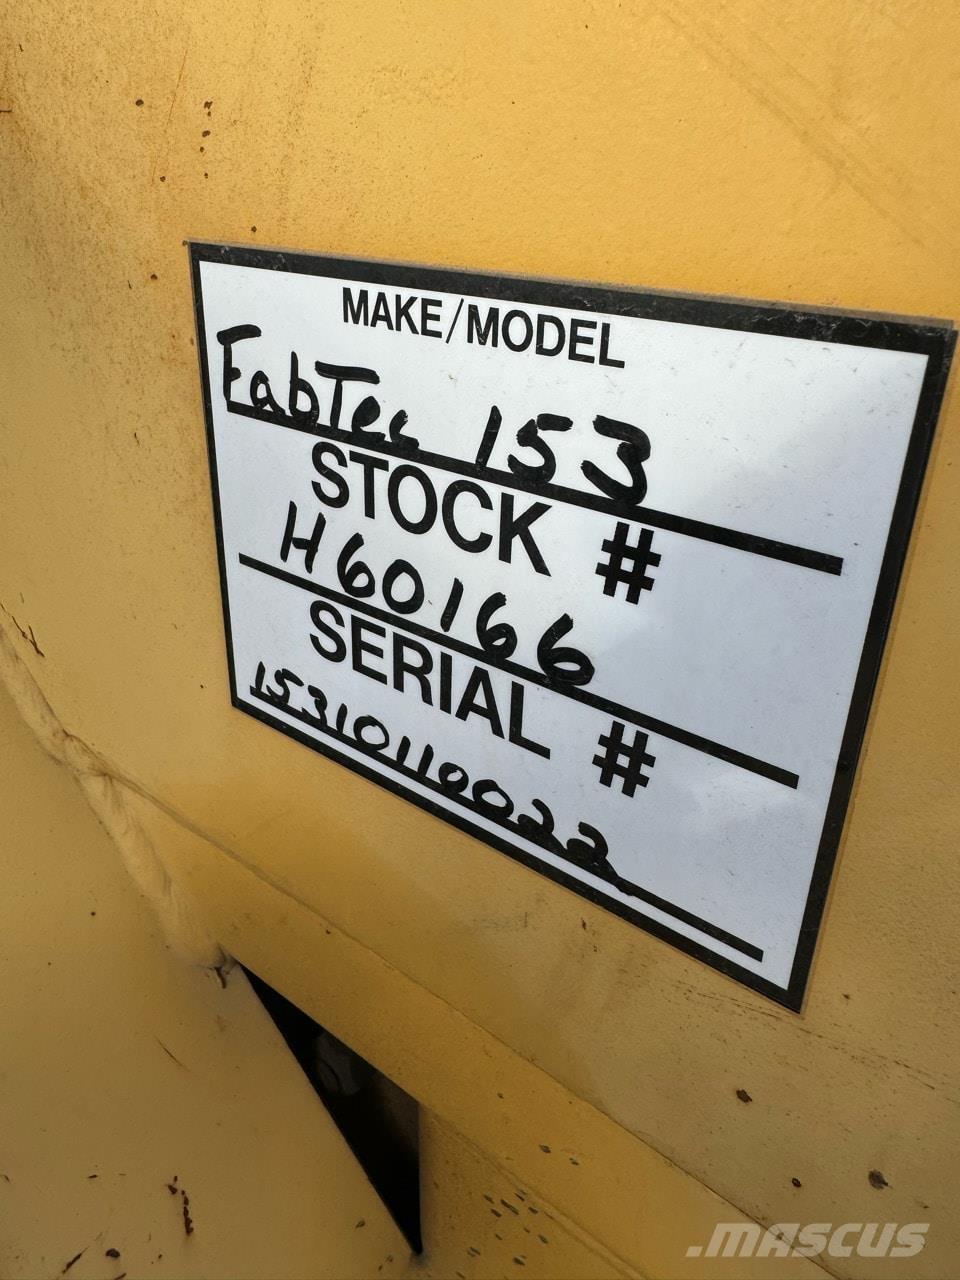 MAKE/MODEL
FabTec 153
STOCK #
H60166
SERIAL #
15310110022
.MASCUS